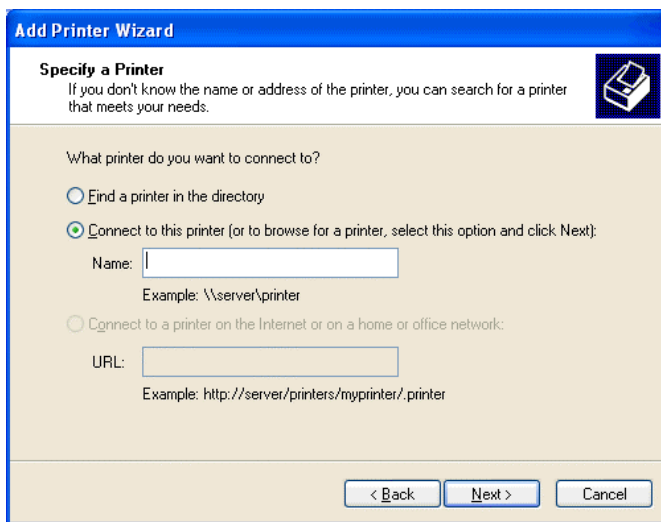 Add Printer Wizard
Specify a Printer
If you don't know the name or address of the printer, you can search for a printer
that meets your needs.
What printer do you want to connect to?
Find a printer in the directory
Connect to this printer (or to browse for a printer, select this option and click Next):
Name:
Example: \\server\printer
Connect to a printer on the Internet or on a home or office network:
URL:
Example: http://server/printers/myprinter/.printer
< Back Next > Cancel